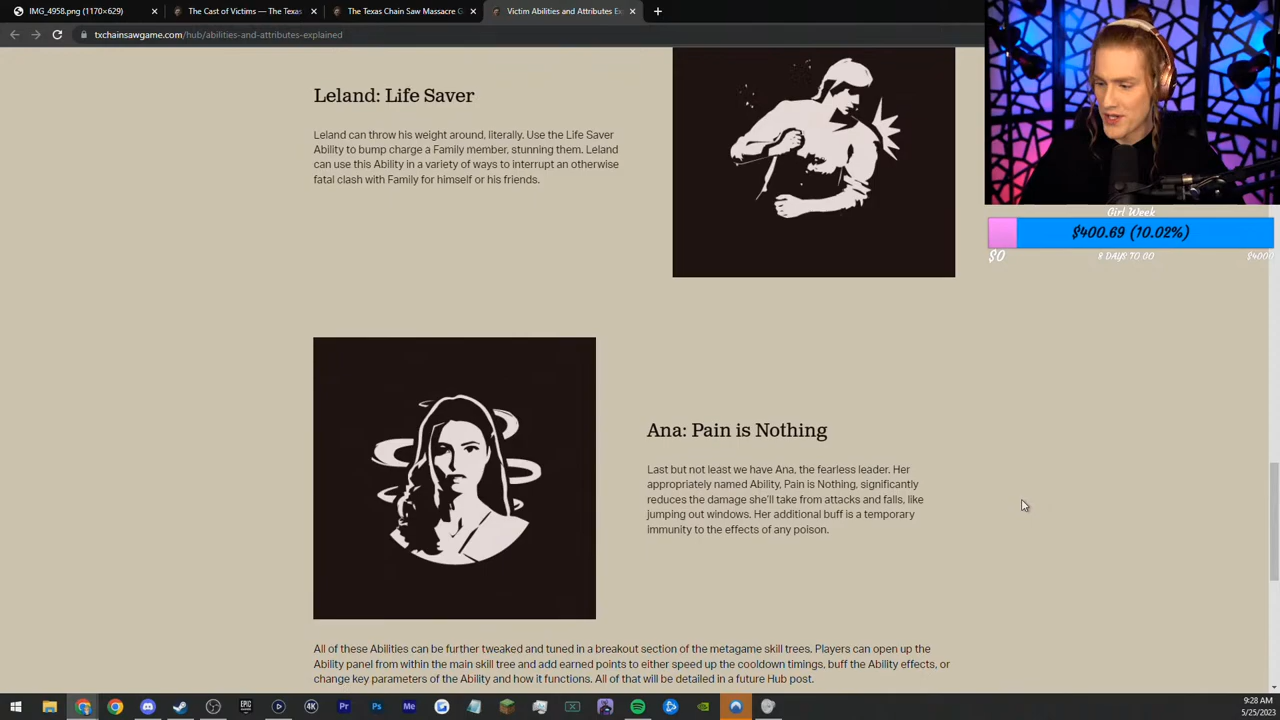 IMG_4958.png (1170×629)
The Cast of Victims — The Texas
The Texas Chain Saw Massacre G
Victim Abilities and Attributes Ex
txchainsawgame.com/hub/abilities-and-attributes-explained
Leland: Life Saver
Leland can throw his weight around, literally. Use the Life Saver
Ability to bump charge a Family member, stunning them. Leland
can use this Ability in a variety of ways to interrupt an otherwise
fatal clash with Family for himself or his friends.
Girl Week
$400.69 (10.02%)
$0
8 DAYS TO GO
$4000
Ana: Pain is Nothing
Last but not least we have Ana, the fearless leader. Her
appropriately named Ability, Pain is Nothing, significantly
reduces the damage she'll take from attacks and falls, like
jumping out windows. Her additional buff is a temporary
immunity to the effects of any poison.
All of these Abilities can be further tweaked and tuned in a breakout section of the metagame skill trees. Players can open up the
Ability panel from within the main skill tree and add earned points to either speed up the cooldown timings, buff the Ability effects, or
change key parameters of the Ability and how it functions. All of that will be detailed in a future Hub post.
EPIC
4K
Pr
Ps
Me
9:28 AM
5/25/2023